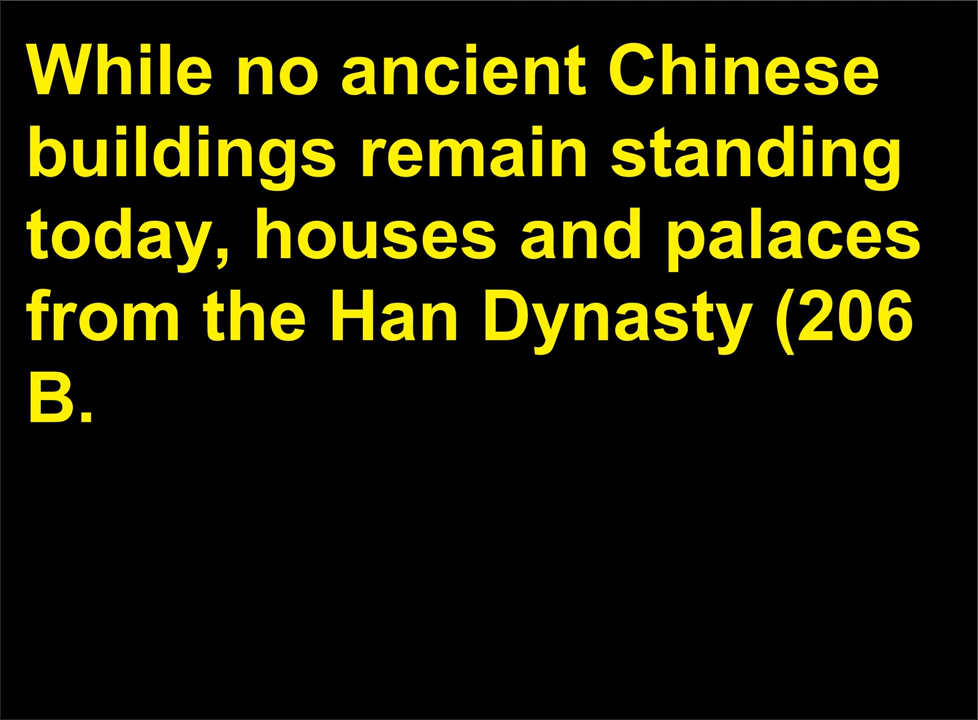 While no ancient Chinese
buildings remain standing
today, houses and palaces
from the Han Dynasty (206
B.